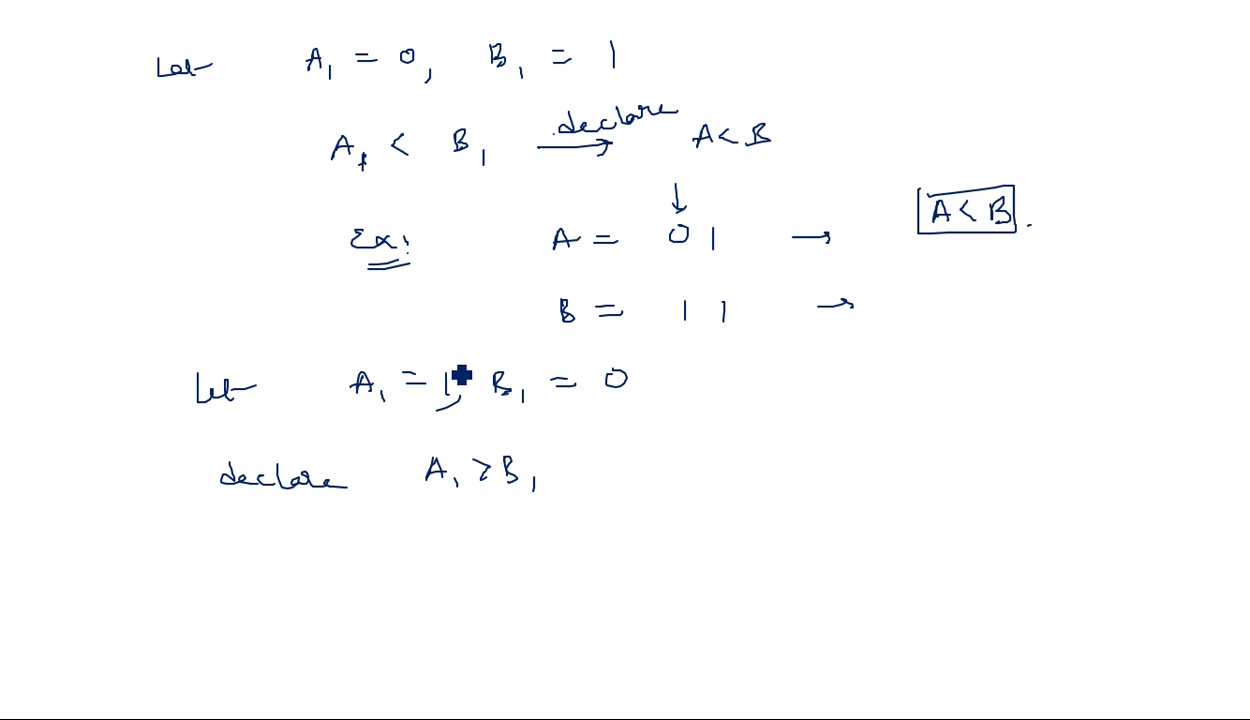 Let A₁ = 0, B₁ = 1
A₁ < B₁ declare → A < B
↓
Ex: A = 0 1 → A < B.
B = 1 1 →
Let A₁ = 1, B₁ = 0
declare A₁ > B₁